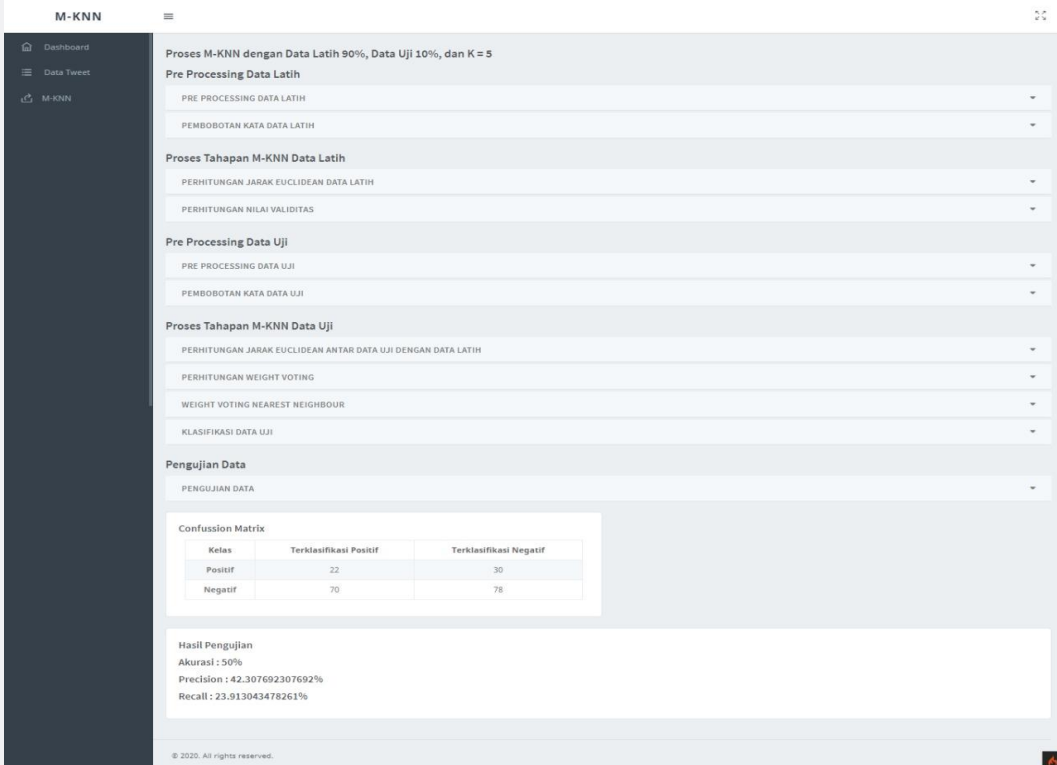 M-KNN
Dashboard
Data Tweet
M-KNN
Proses M-KNN dengan Data Latih 90%, Data Uji 10%, dan K = 5
Pre Processing Data Latih
PRE PROCESSING DATA LATIH
PEMBOBOTAN KATA DATA LATIH
Proses Tahapan M-KNN Data Latih
PERHITUNGAN JARAK EUCLIDEAN DATA LATIH
PERHITUNGAN NILAI VALIDITAS
Pre Processing Data Uji
PRE PROCESSING DATA UJI
PEMBOBOTAN KATA DATA UJI
Proses Tahapan M-KNN Data Uji
PERHITUNGAN JARAK EUCLIDEAN ANTAR DATA UJI DENGAN DATA LATIH
PERHITUNGAN WEIGHT VOTING
WEIGHT VOTING NEAREST NEIGHBOUR
KLASIFIKASI DATA UJI
Pengujian Data
PENGUJIAN DATA
Confussion Matrix
Kelas Terklasifikasi Positif Terklasifikasi Negatif
Positif 22 30
Negatif 70 78
Hasil Pengujian
Akurasi : 50%
Precision : 42.307692307692%
Recall : 23.913043478261%
© 2020. All rights reserved.